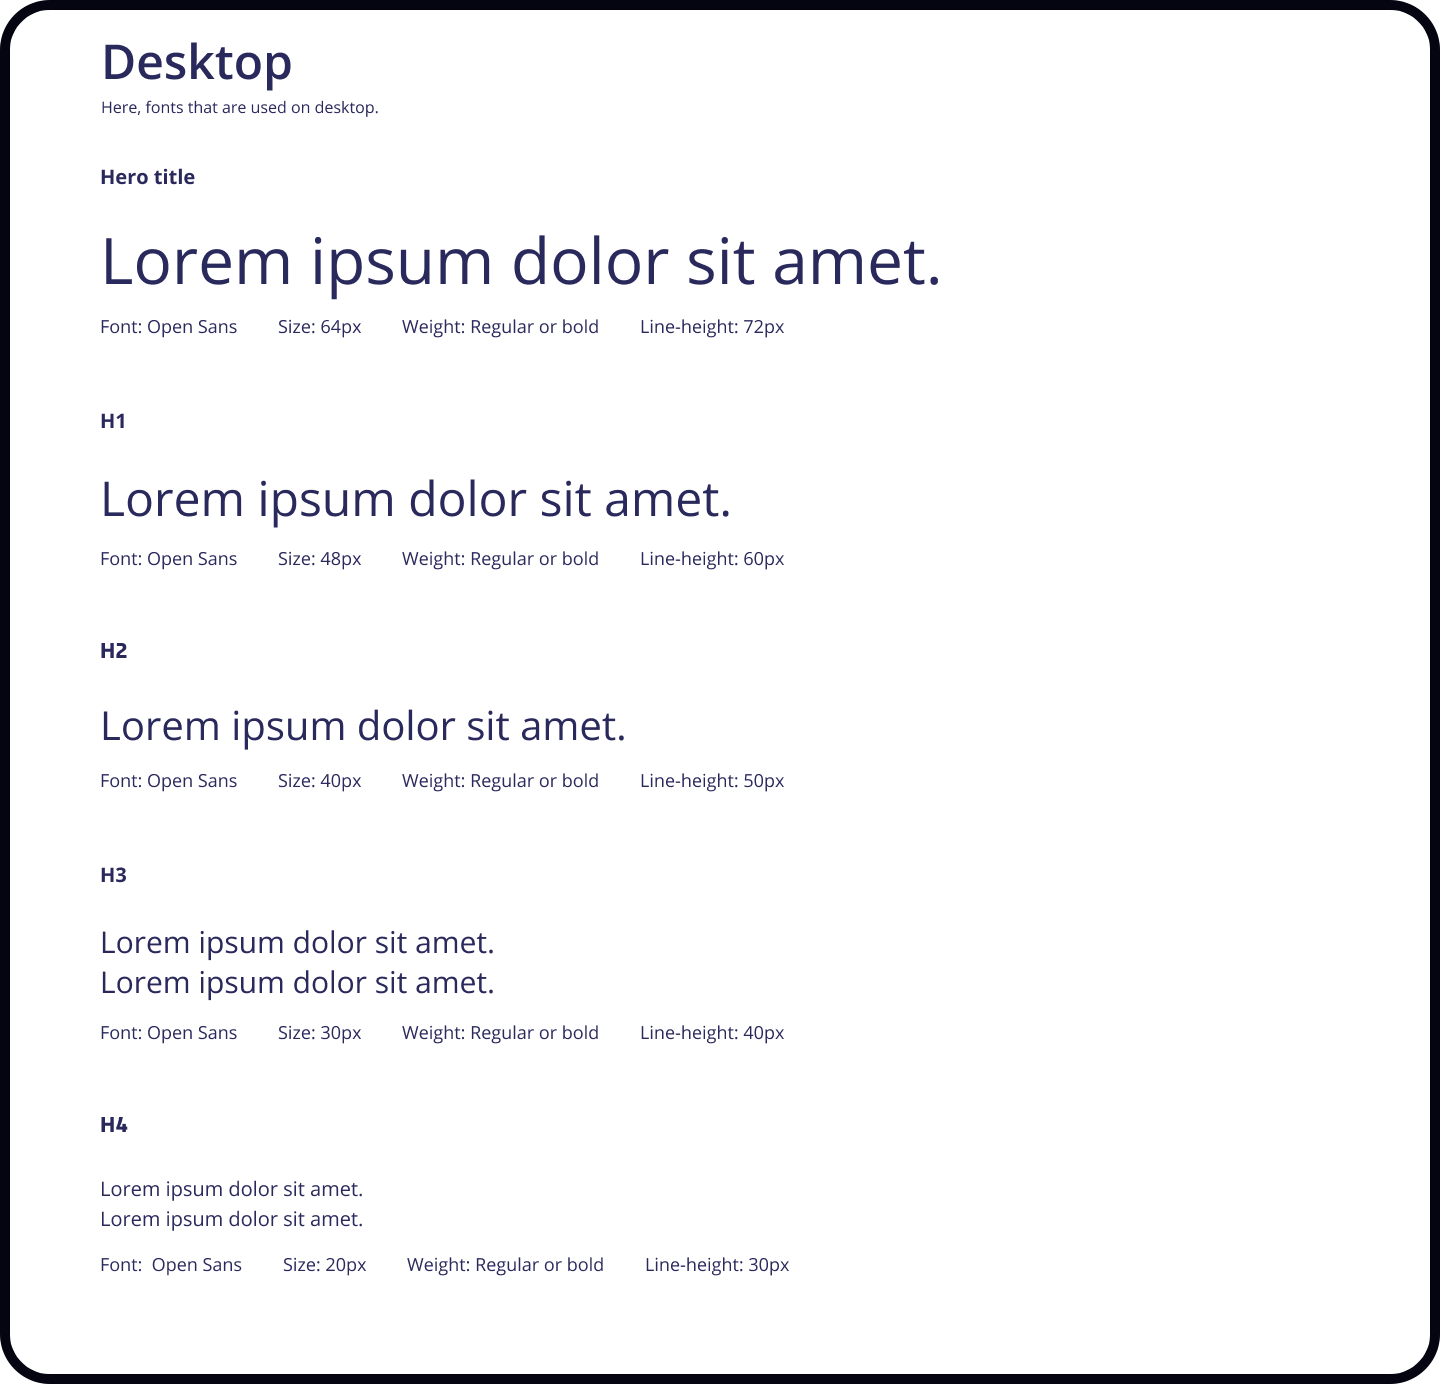 Desktop
Here, fonts that are used on desktop.
Hero title
Lorem ipsum dolor sit amet.
Font: Open Sans Size: 64px Weight: Regular or bold Line-height: 72px
H1
Lorem ipsum dolor sit amet.
Font: Open Sans Size: 48px Weight: Regular or bold Line-height: 60px
H2
Lorem ipsum dolor sit amet.
Font: Open Sans Size: 40px Weight: Regular or bold Line-height: 50px
H3
Lorem ipsum dolor sit amet.
Lorem ipsum dolor sit amet.
Font: Open Sans Size: 30px Weight: Regular or bold Line-height: 40px
H4
Lorem ipsum dolor sit amet.
Lorem ipsum dolor sit amet.
Font: Open Sans Size: 20px Weight: Regular or bold Line-height: 30px